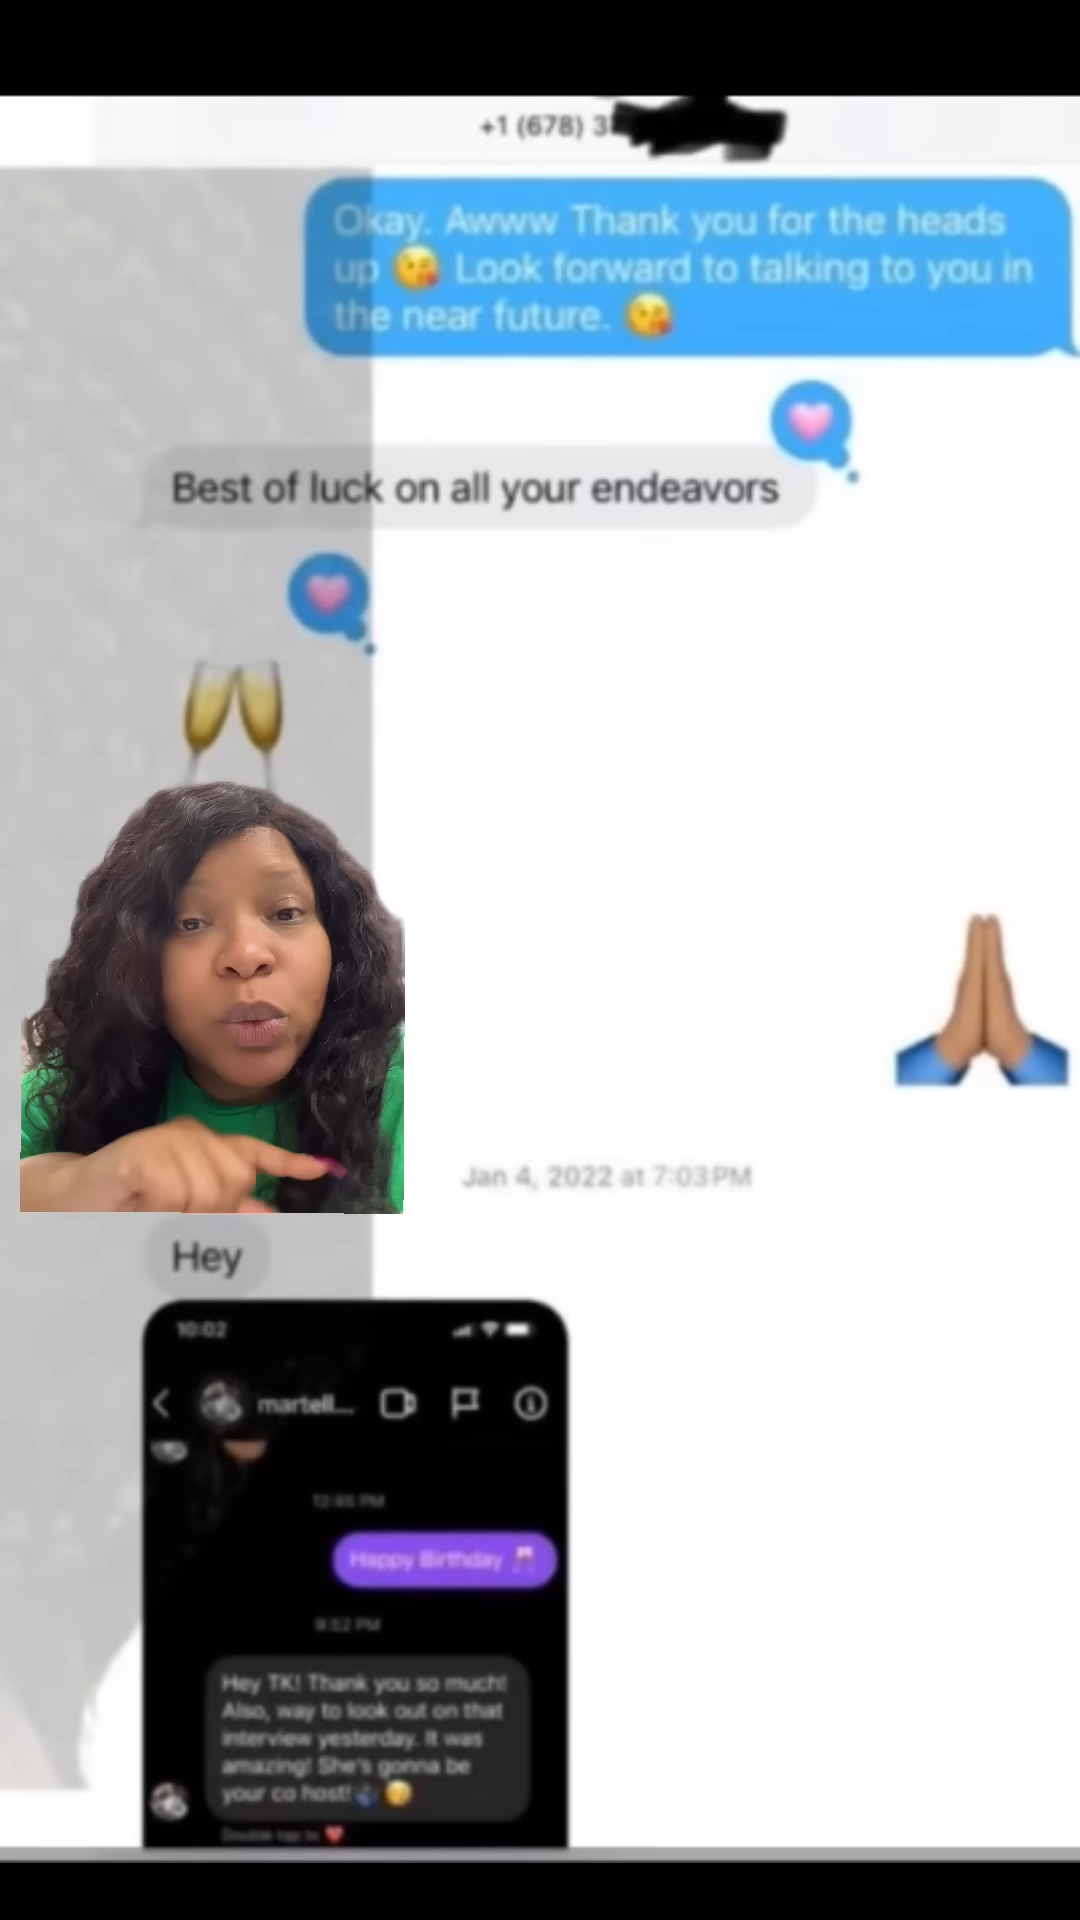 +1 (678) 3
Okay. Awww Thank you for the heads
up 😘 Look forward to talking to you in
the near future. 😘
Best of luck on all your endeavors
Jan 4, 2022 at 7:03 PM
Hey
10:02
martell...
12:46 PM
Happy Birthday 🥂
9:52 PM
Hey TK! Thank you so much!
Also, way to look out on that
interview yesterday. It was
amazing! She's gonna be
your co host!
Double tap to ❤️